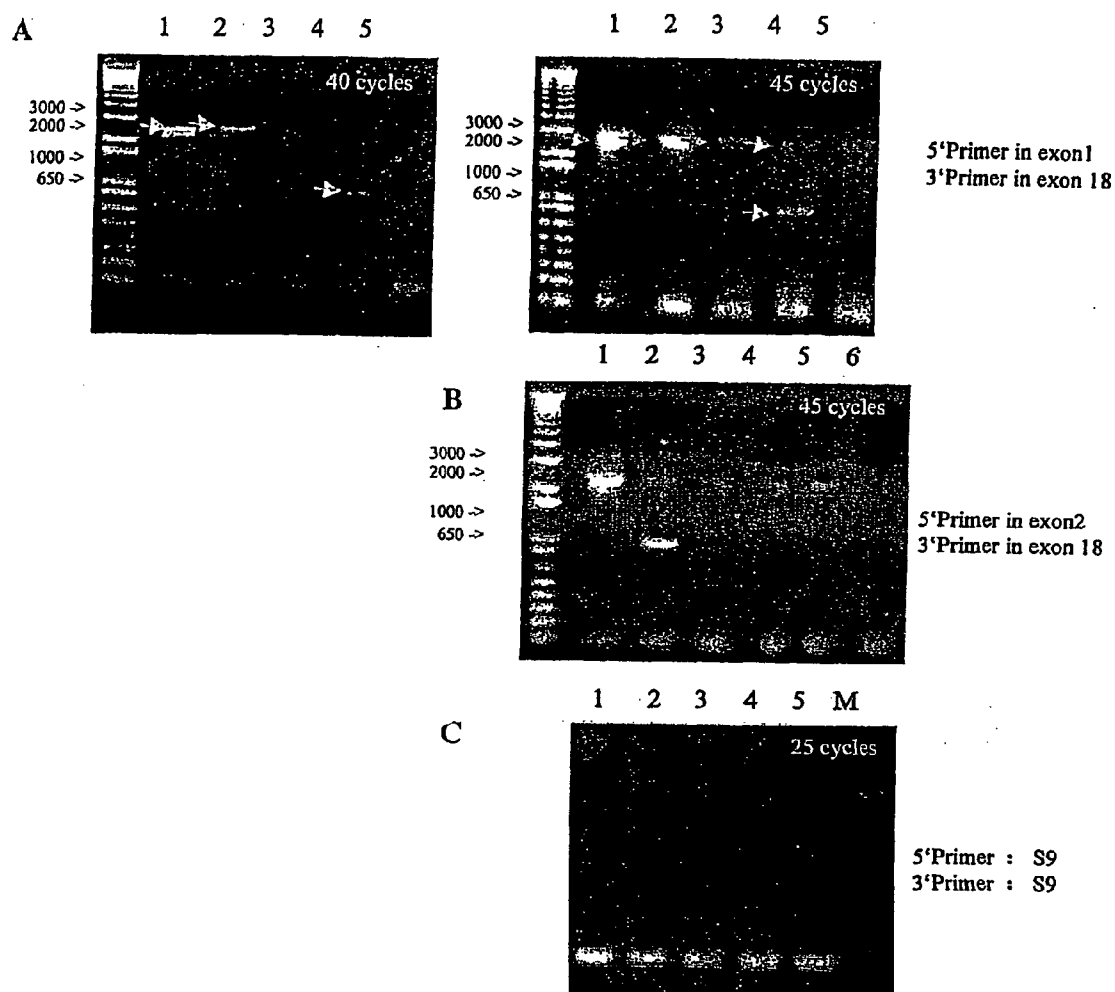 A
1 2 3 4 5
40 cycles
3000 ->
2000 ->
1000 ->
650 ->
1 2 3 4 5
45 cycles
3000 ->
2000 ->
1000 ->
650 ->
5‘Primer in exon1
3‘Primer in exon 18
B
1 2 3 4 5 6
45 cycles
3000 ->
2000 ->
1000 ->
650 ->
5‘Primer in exon2
3‘Primer in exon 18
C
1 2 3 4 5 M
25 cycles
5‘Primer : S9
3‘Primer : S9